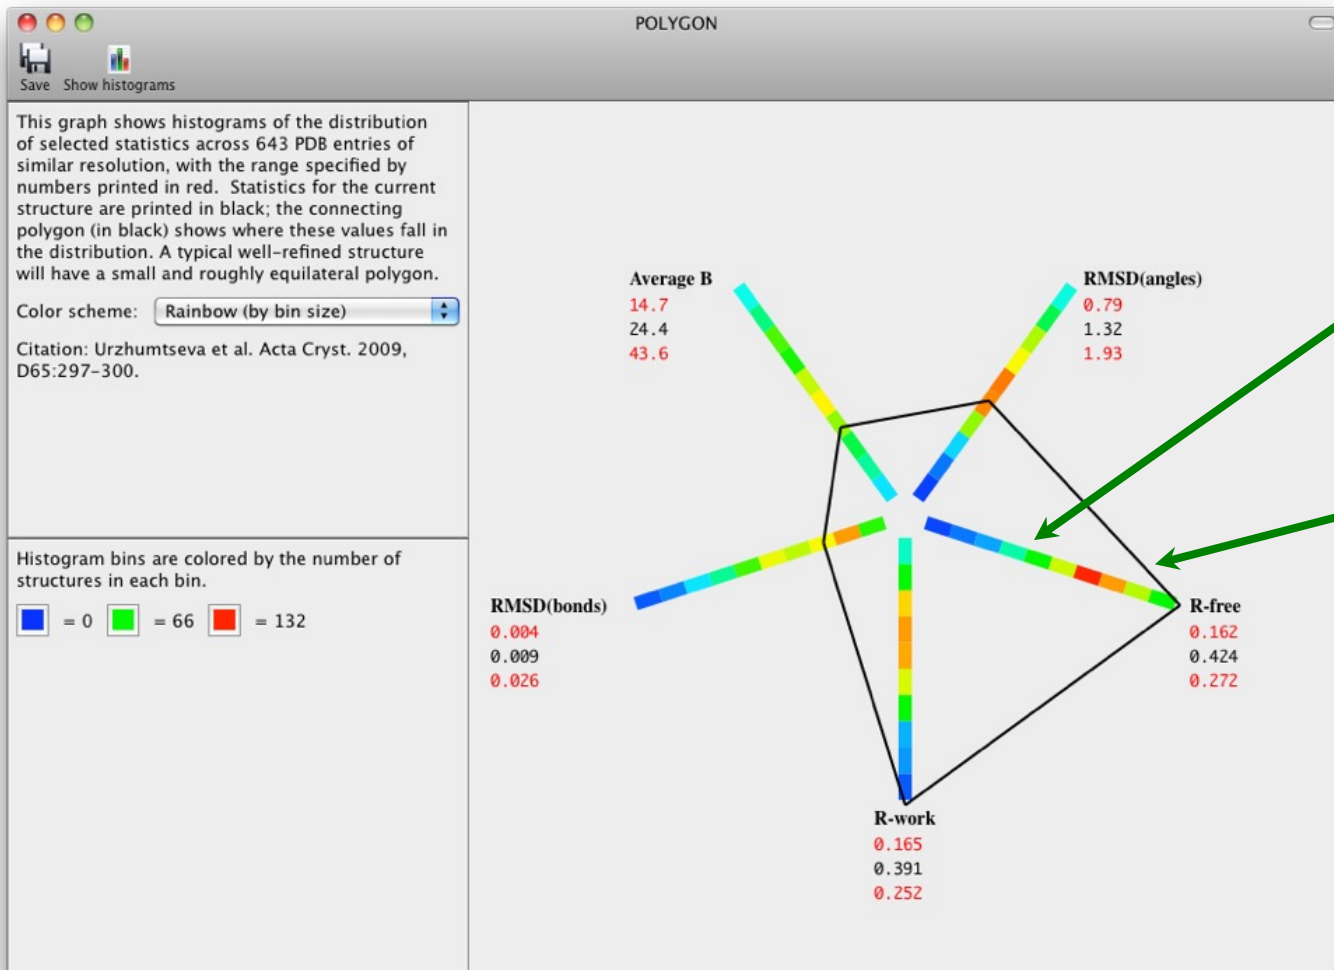 POLYGON
Save Show histograms
This graph shows histograms of the distribution
of selected statistics across 643 PDB entries of
similar resolution, with the range specified by
numbers printed in red. Statistics for the current
structure are printed in black; the connecting
polygon (in black) shows where these values fall in
the distribution. A typical well-refined structure
will have a small and roughly equilateral polygon.
Color scheme: Rainbow (by bin size)
Citation: Urzhumtseva et al. Acta Cryst. 2009,
D65:297-300.
Histogram bins are colored by the number of
structures in each bin.
= 0 = 66 = 132
Average B
14.7
24.4
43.6
RMSD(angles)
0.79
1.32
1.93
RMSD(bonds)
0.004
0.009
0.026
R-free
0.162
0.424
0.272
R-work
0.165
0.391
0.252